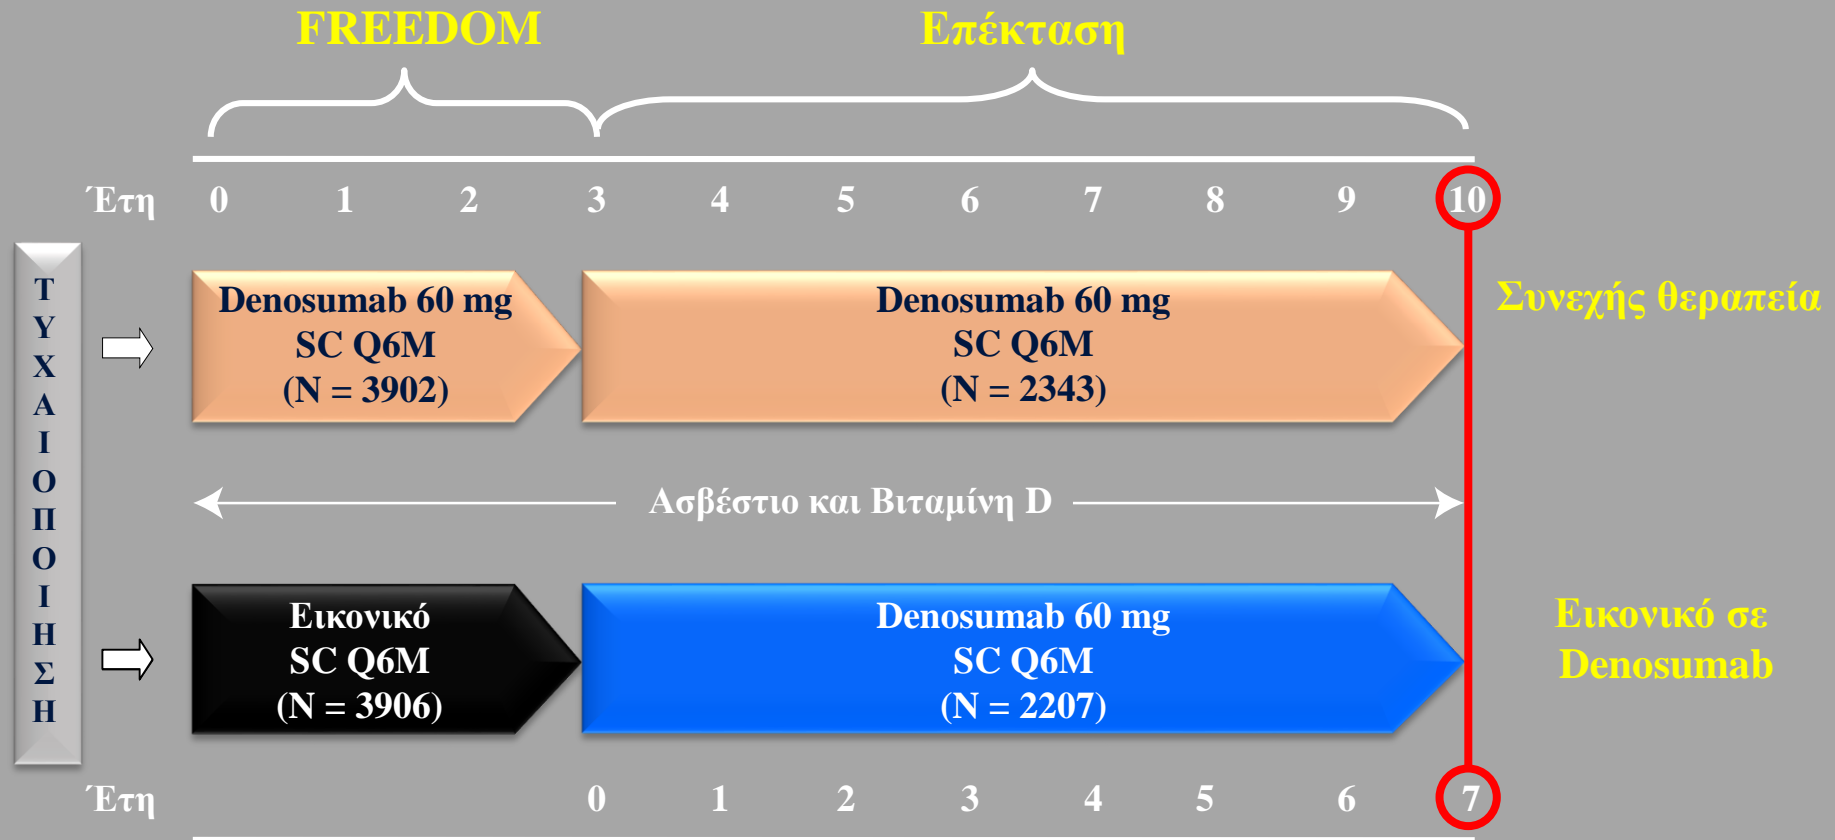 FREEDOM
Επέκταση
Έτη 0 1 2 3 4 5 6 7 8 9 10
ΤΥΧΑΙΟΠΟΙΗΣΗ
Denosumab 60 mg
SC Q6M
(N = 3902)
Denosumab 60 mg
SC Q6M
(N = 2343)
Συνεχής θεραπεία
Ασβέστιο και Βιταμίνη D
Εικονικό
SC Q6M
(N = 3906)
Denosumab 60 mg
SC Q6M
(N = 2207)
Εικονικό σε
Denosumab
Έτη 0 1 2 3 4 5 6 7